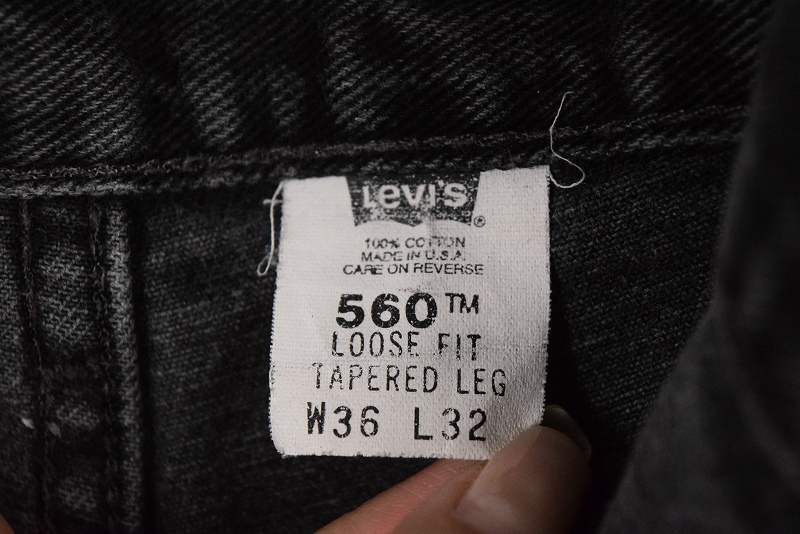 Levi's ®
100% COTTON
MADE IN U.S.A.
CARE ON REVERSE
560™
LOOSE FIT
TAPERED LEG
W36 L32